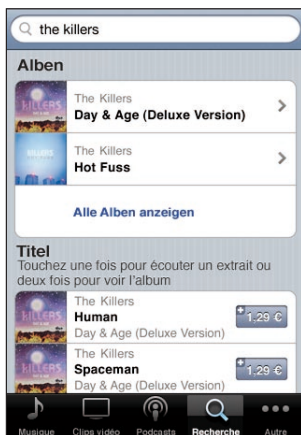 the killers
Alben
The Killers
Day & Age (Deluxe Version)
The Killers
Hot Fuss
Alle Alben anzeigen
Titel
Touchez une fois pour écouter un extrait ou
deux fois pour voir l'album
The Killers
Human
Day & Age (Deluxe Version)
+1,29 €
The Killers
Spaceman
Day & Age (Deluxe Version)
+1,29 €
Musique Clips vidéo Podcasts Recherche Autre